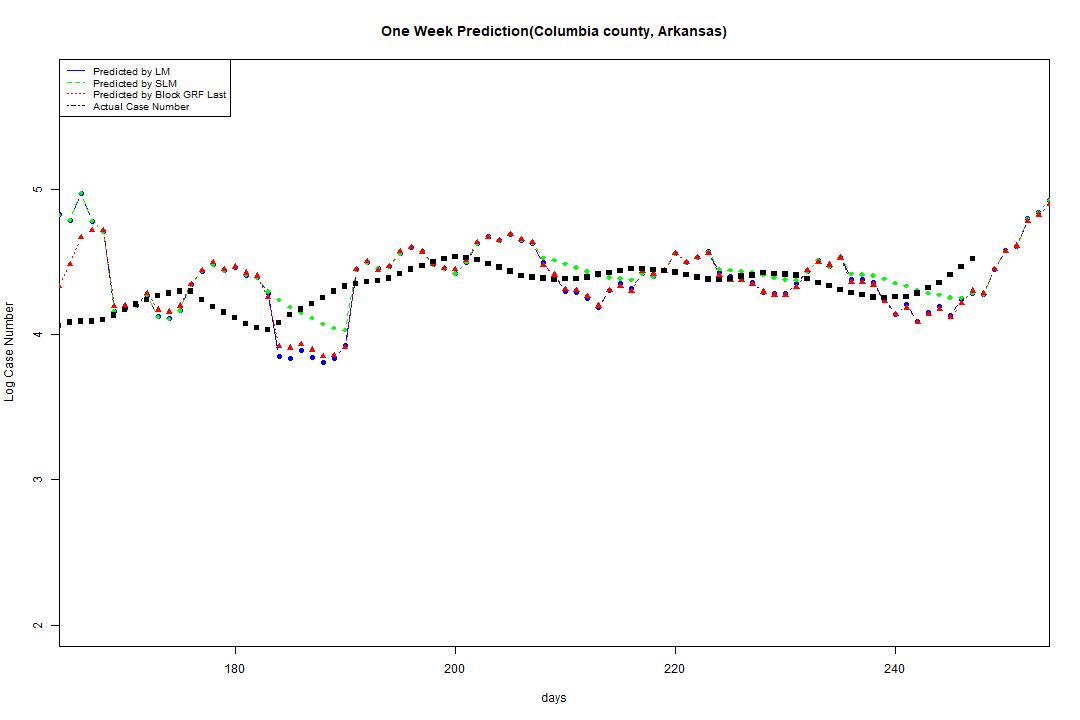 One Week Prediction(Columbia county, Arkansas)
Predicted by LM
Predicted by SLM
Predicted by Block GRF Last
Actual Case Number
5
4
3
2
Log Case Number
180
200
220
240
days